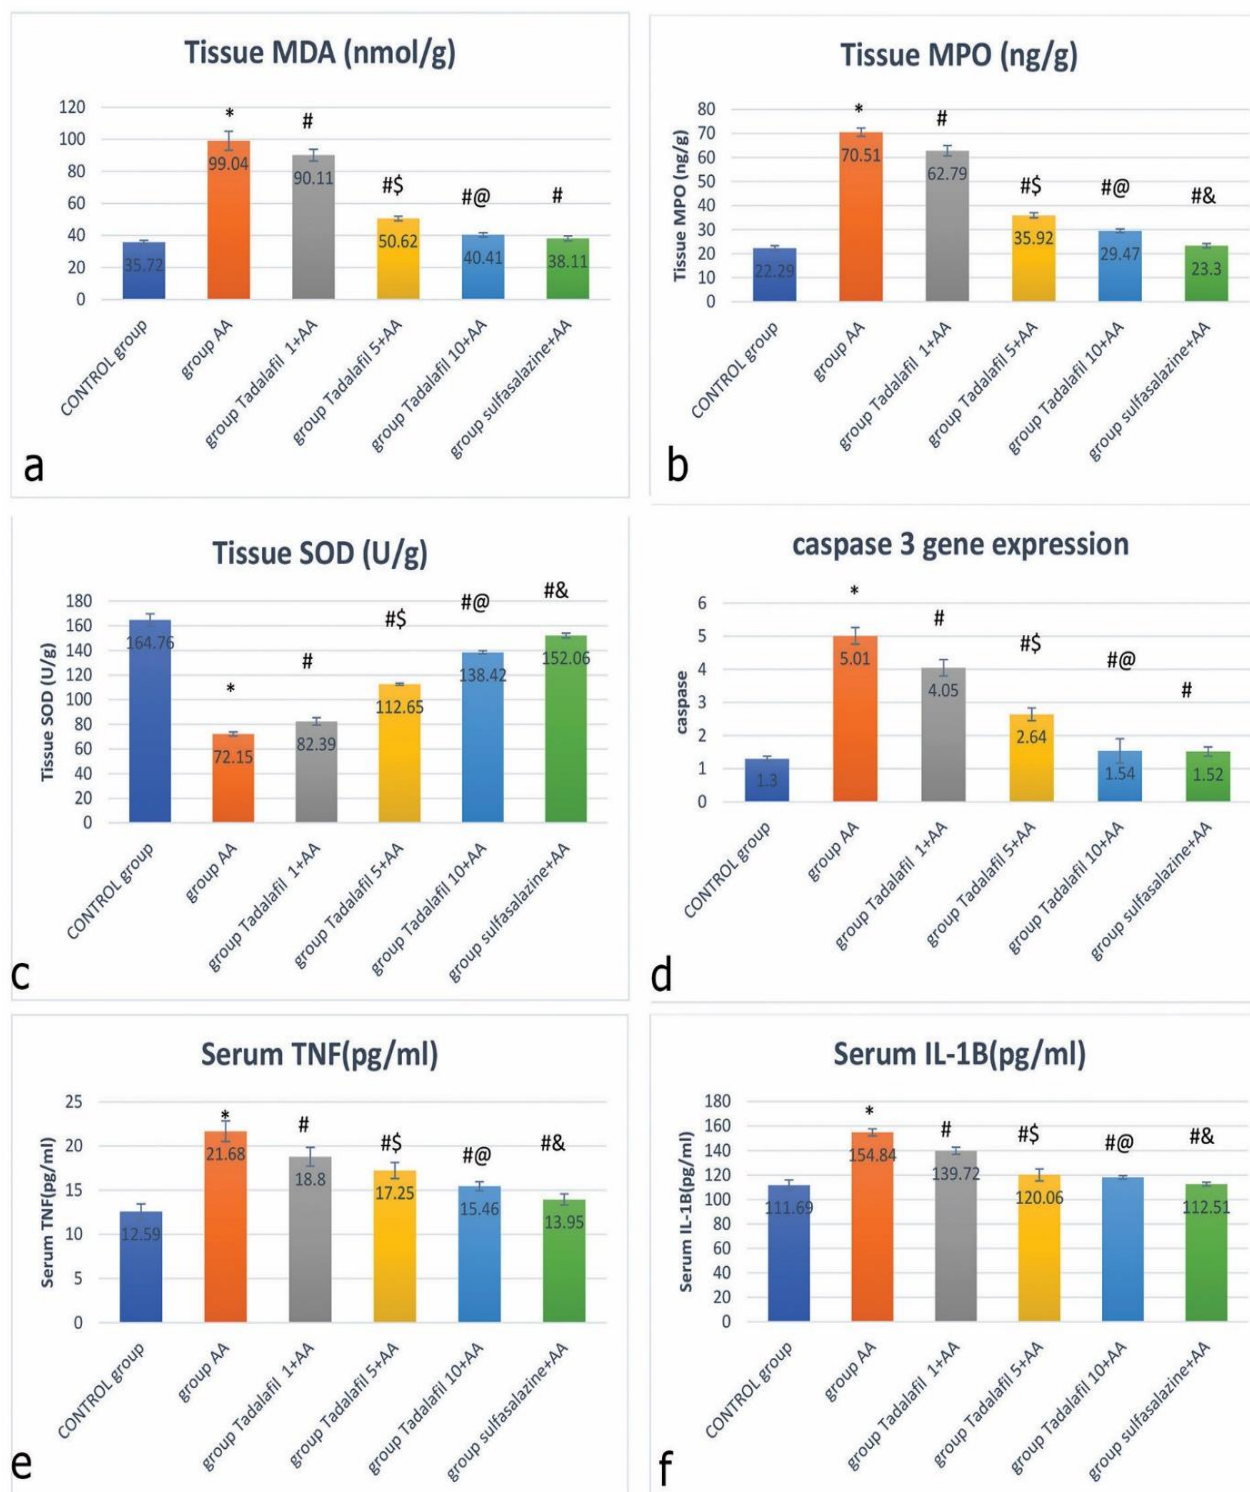 Tissue MDA (nmol/g)
120
100
80
60
40
20
0
*
#
#$
#@
#
35.72
99.04
90.11
50.62
40.41
38.11
CONTROL group
group AA
group Tadalafil 1+AA
group Tadalafil 5+AA
group Tadalafil 10+AA
group sulfasalazine+AA
a
Tissue MPO (ng/g)
Tissue MPO (ng/g)
80
70
60
50
40
30
20
10
0
*
#
#$
#@
#&
22.29
70.51
62.79
35.92
29.47
23.3
CONTROL group
group AA
group Tadalafil 1+AA
group Tadalafil 5+AA
group Tadalafil 10+AA
group sulfasalazine+AA
b
Tissue SOD (U/g)
Tissue SOD (U/g)
180
160
140
120
100
80
60
40
20
0
*
#
#$
#@
#&
164.76
72.15
82.39
112.65
138.42
152.06
CONTROL group
group AA
group Tadalafil 1+AA
group Tadalafil 5+AA
group Tadalafil 10+AA
group sulfasalazine+AA
c
caspase 3 gene expression
caspase
6
5
4
3
2
1
0
*
#
#$
#@
#
1.3
5.01
4.05
2.64
1.54
1.52
CONTROL group
group AA
group Tadalafil 1+AA
group Tadalafil 5+AA
group Tadalafil 10+AA
group sulfasalazine+AA
d
Serum TNF(pg/ml)
Serum TNF(pg/ml)
25
20
15
10
5
0
*
#
#$
#@
#&
12.59
21.68
18.8
17.25
15.46
13.95
CONTROL group
group AA
group Tadalafil 1+AA
group Tadalafil 5+AA
group Tadalafil 10+AA
group sulfasalazine+AA
e
Serum IL-1B(pg/ml)
Serum IL-1B(pg/ml)
180
160
140
120
100
80
60
40
20
0
*
#
#$
#@
#&
111.69
154.84
139.72
120.06
112.51
CONTROL group
group AA
group Tadalafil 1+AA
group Tadalafil 5+AA
group Tadalafil 10+AA
group sulfasalazine+AA
f